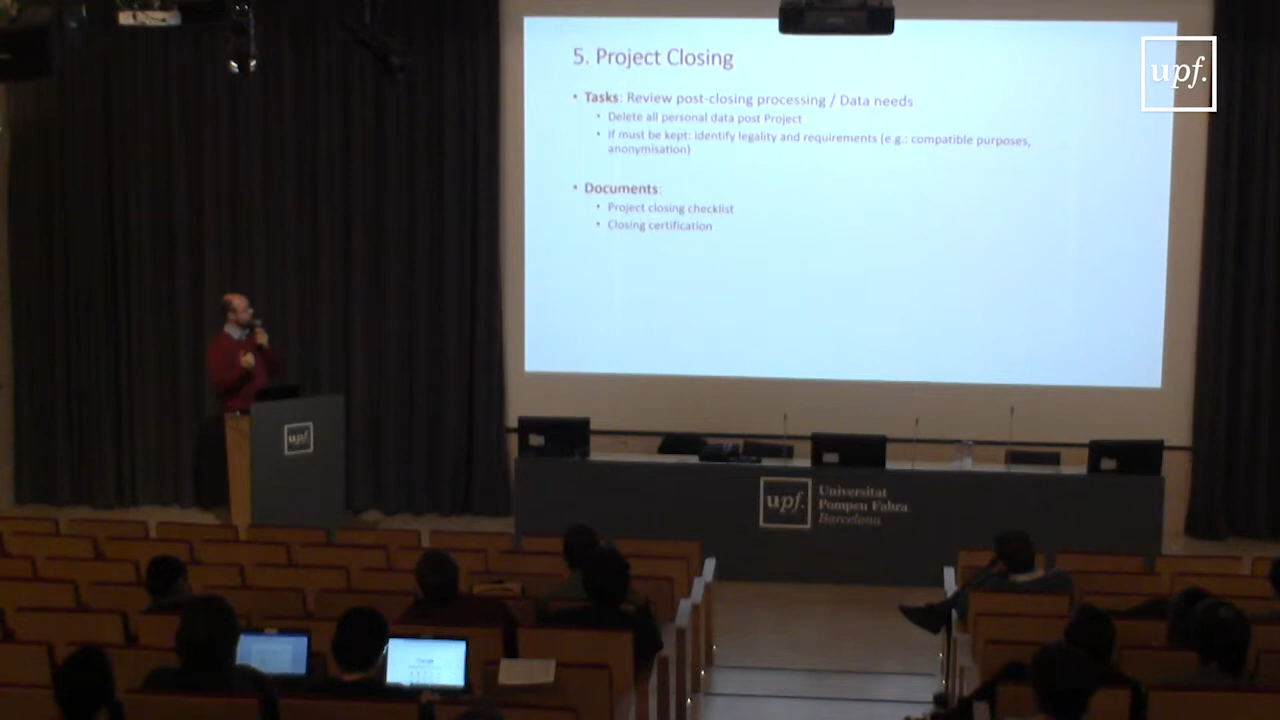 5. Project Closing
• Tasks: Review post-closing processing / Data needs
• Delete all personal data post Project
• If must be kept: identify legality and requirements (e.g.: compatible purposes,
anonymisation)
• Documents:
• Project closing checklist
• Closing certification
upf.
upf.
upf.
Universitat
Pompeu Fabra
Barcelona